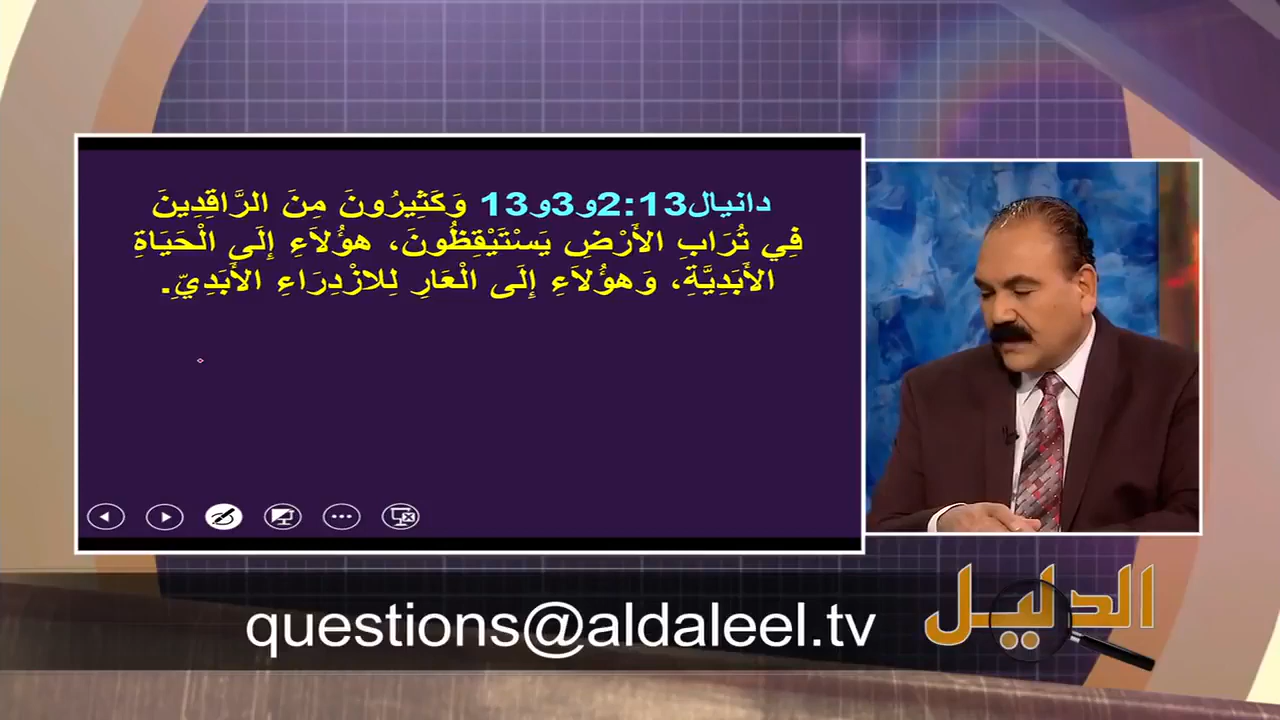 دانيال2:13و3و13 وَكَثِيرُونَ مِنَ الرَّاقِدِينَ
فِي تُرَابِ الأَرْضِ يَسْتَيْقِظُونَ، هؤُلاَءِ إِلَى الْحَيَاةِ
الأَبَدِيَّةِ، وَهؤُلاَءِ إِلَى الْعَارِ لِلازْدِرَاءِ الأَبَدِيِّ.
questions@aldaleel.tv
الدليل